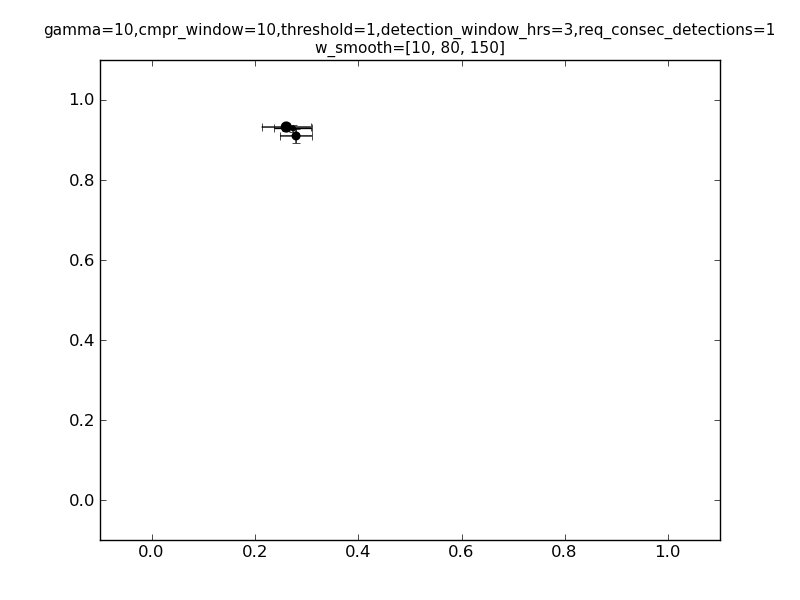 gamma=10,cmpr_window=10,threshold=1,detection_window_hrs=3,req_consec_detections=1
w_smooth=[10, 80, 150]
1.0
0.8
0.6
0.4
0.2
0.0
0.0 0.2 0.4 0.6 0.8 1.0